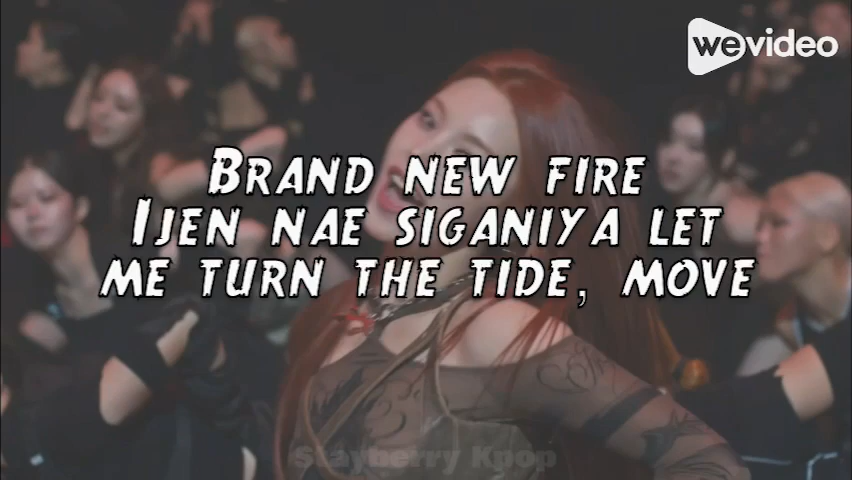 wevideo
Brand new fire
Ijen nae siganiya let
me turn the tide, move
Stayberry Kpop